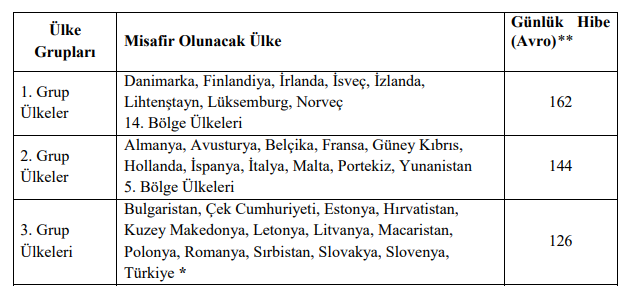 Ülke
Grupları
Misafir Olunacak Ülke
Günlük Hibe
(Avro)**
1. Grup
Ülkeler
Danimarka, Finlandiya, İrlanda, İsveç, İzlanda,
Lihtenştayn, Lüksemburg, Norveç
14. Bölge Ülkeleri
162
2. Grup
Ülkeler
Almanya, Avusturya, Belçika, Fransa, Güney Kıbrıs,
Hollanda, İspanya, İtalya, Malta, Portekiz, Yunanistan
5. Bölge Ülkeleri
144
3. Grup
Ülkeleri
Bulgaristan, Çek Cumhuriyeti, Estonya, Hırvatistan,
Kuzey Makedonya, Letonya, Litvanya, Macaristan,
Polonya, Romanya, Sırbistan, Slovakya, Slovenya,
Türkiye *
126